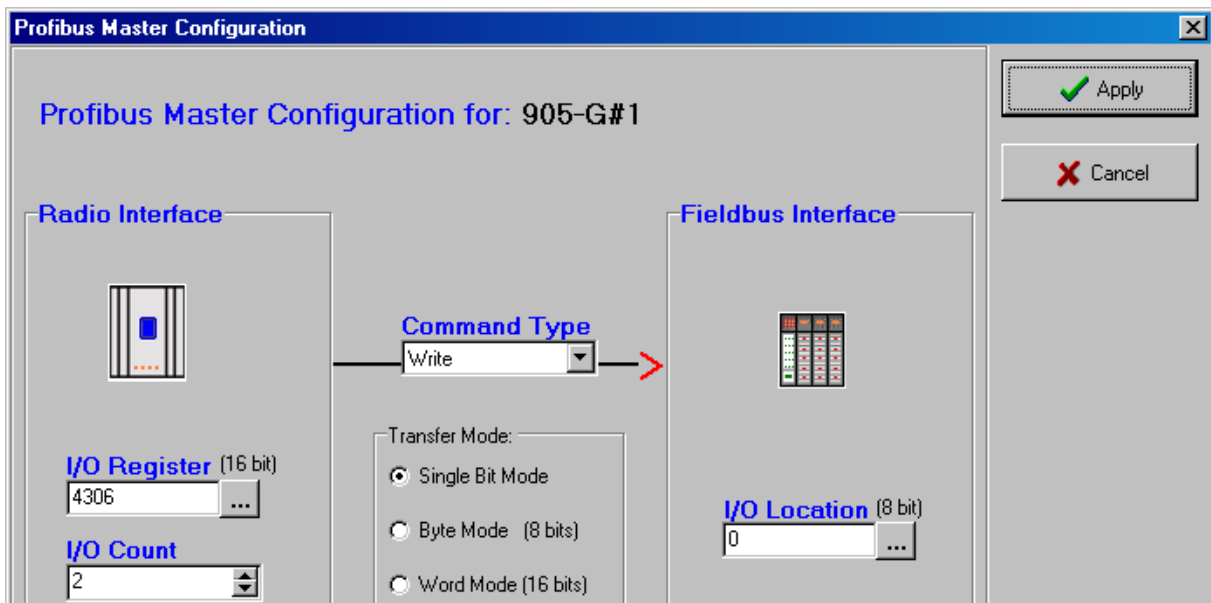 Profibus Master Configuration
Apply
Cancel
Profibus Master Configuration for: 905-G#1
Radio Interface
Command Type
Write
Fieldbus Interface
Transfer Mode:
Single Bit Mode
Byte Mode (8 bits)
Word Mode (16 bits)
I/O Register (16 bit)
4306
...
I/O Count
2
I/O Location (8 bit)
0
...